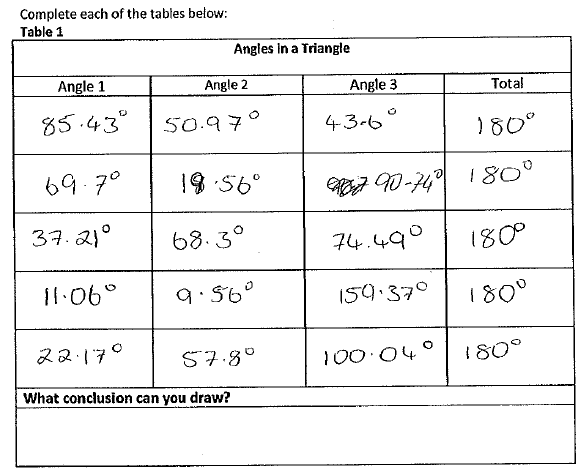 Complete each of the tables below:
Table 1
Angles in a Triangle
Angle 1 Angle 2 Angle 3 Total
85.43° 50.97° 43.6° 180°
69.7° 19.56° 90.74° 180°
37.21° 68.3° 74.49° 180°
11.06° 9.56° 159.37° 180°
22.17° 57.8° 100.04° 180°
What conclusion can you draw?